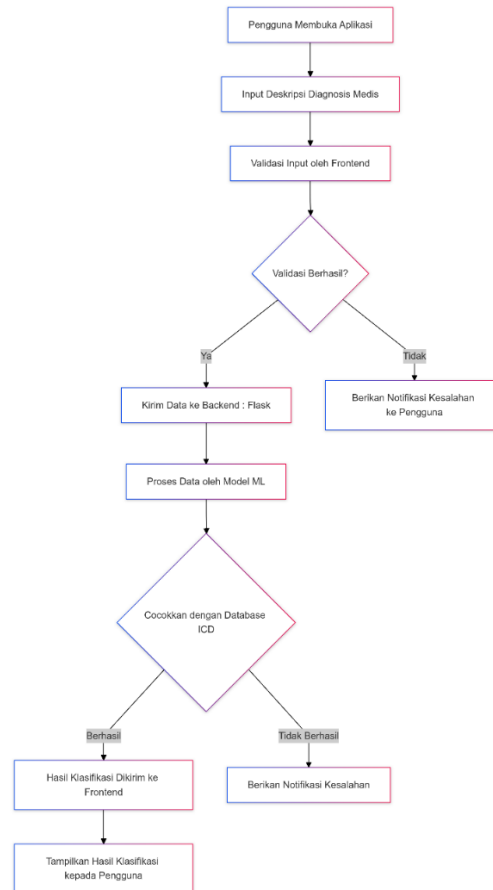 Pengguna Membuka Aplikasi
Input Deskripsi Diagnosis Medis
Validasi Input oleh Frontend
Validasi Berhasil?
Ya
Tidak
Kirim Data ke Backend : Flask
Berikan Notifikasi Kesalahan
ke Pengguna
Proses Data oleh Model ML
Cocokkan dengan Database
ICD
Berhasil
Tidak Berhasil
Hasil Klasifikasi Dikirim ke
Frontend
Berikan Notifikasi Kesalahan
Tampilkan Hasil Klasifikasi
kepada Pengguna